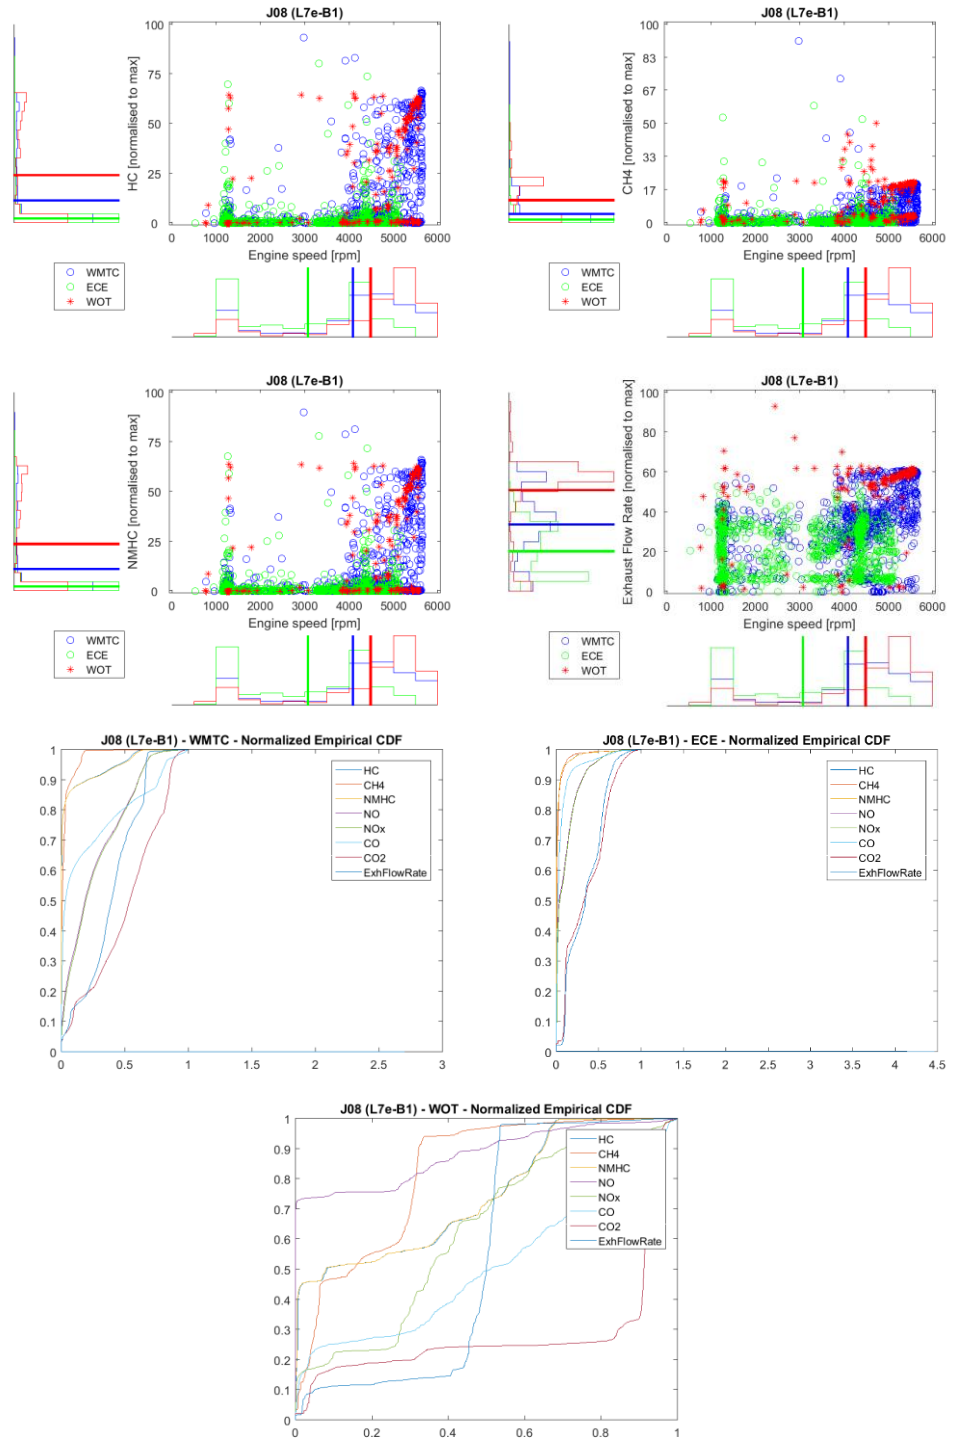 J08 (L7e-B1)
HC [normalised to max]
100
75
50
25
0
0 1000 2000 3000 4000 5000 6000
Engine speed [rpm]
WMTC
ECE
WOT
J08 (L7e-B1)
CH4 [normalised to max]
100
83
67
50
33
17
0
0 1000 2000 3000 4000 5000 6000
Engine speed [rpm]
WMTC
ECE
WOT
J08 (L7e-B1)
NMHC [normalised to max]
100
75
50
25
0
0 1000 2000 3000 4000 5000 6000
Engine speed [rpm]
WMTC
ECE
WOT
J08 (L7e-B1)
Exhaust Flow Rate [normalised to max]
100
80
60
40
20
0
0 1000 2000 3000 4000 5000 6000
Engine speed [rpm]
WMTC
ECE
WOT
J08 (L7e-B1) - WMTC - Normalized Empirical CDF
1
0.9
0.8
0.7
0.6
0.5
0.4
0.3
0.2
0.1
0
0 0.5 1 1.5 2 2.5 3
HC
CH4
NMHC
NO
NOx
CO
CO2
ExhFlowRate
J08 (L7e-B1) - ECE - Normalized Empirical CDF
1
0.9
0.8
0.7
0.6
0.5
0.4
0.3
0.2
0.1
0
0 0.5 1 1.5 2 2.5 3 3.5 4 4.5
HC
CH4
NMHC
NO
NOx
CO
CO2
ExhFlowRate
J08 (L7e-B1) - WOT - Normalized Empirical CDF
1
0.9
0.8
0.7
0.6
0.5
0.4
0.3
0.2
0.1
0
0 0.2 0.4 0.6 0.8 1
HC
CH4
NMHC
NO
NOx
CO
CO2
ExhFlowRate